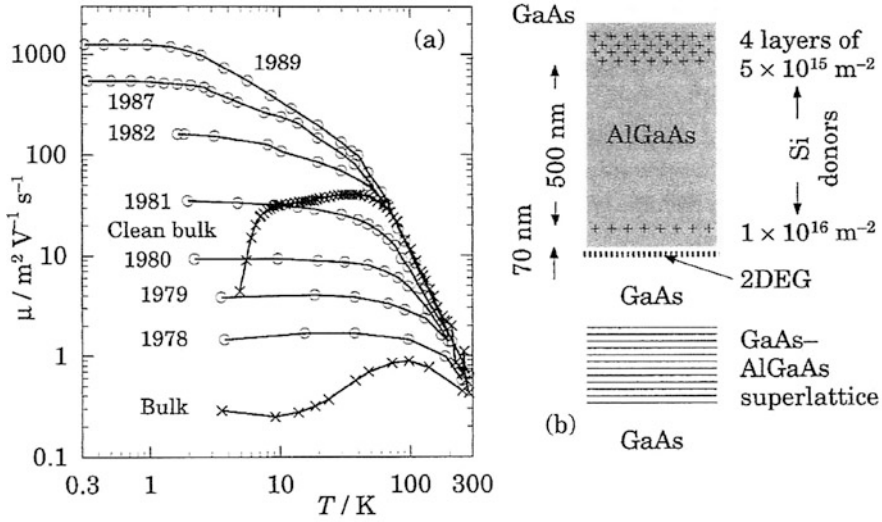 (a)
1000
100
10
1
0.1
μ / m² V⁻¹ s⁻¹
1989
1987
1982
1981
Clean bulk
1980
1979
1978
Bulk
0.3
1
10
100
300
T / K
GaAs
4 layers of
5 × 10¹⁵ m⁻²
AlGaAs
500 nm
Si
donors
70 nm
1 × 10¹⁶ m⁻²
2DEG
GaAs
GaAs–
AlGaAs
superlattice
(b)
GaAs